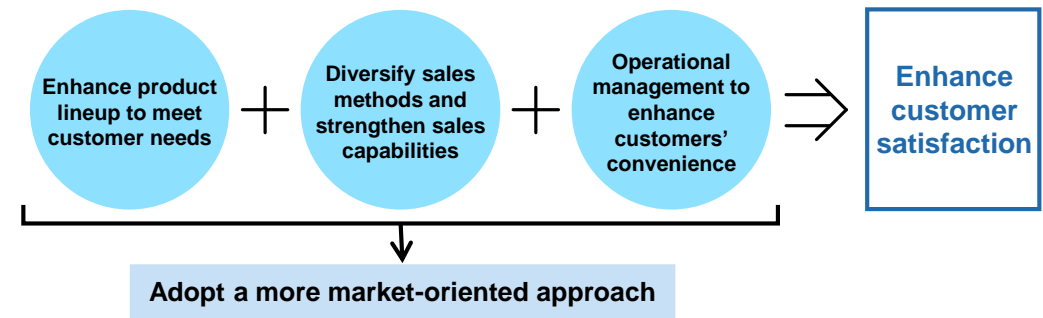 Enhance product
lineup to meet
customer needs
Diversify sales
methods and
strengthen sales
capabilities
Operational
management to
enhance
customers’
convenience
Enhance
customer
satisfaction
Adopt a more market-oriented approach